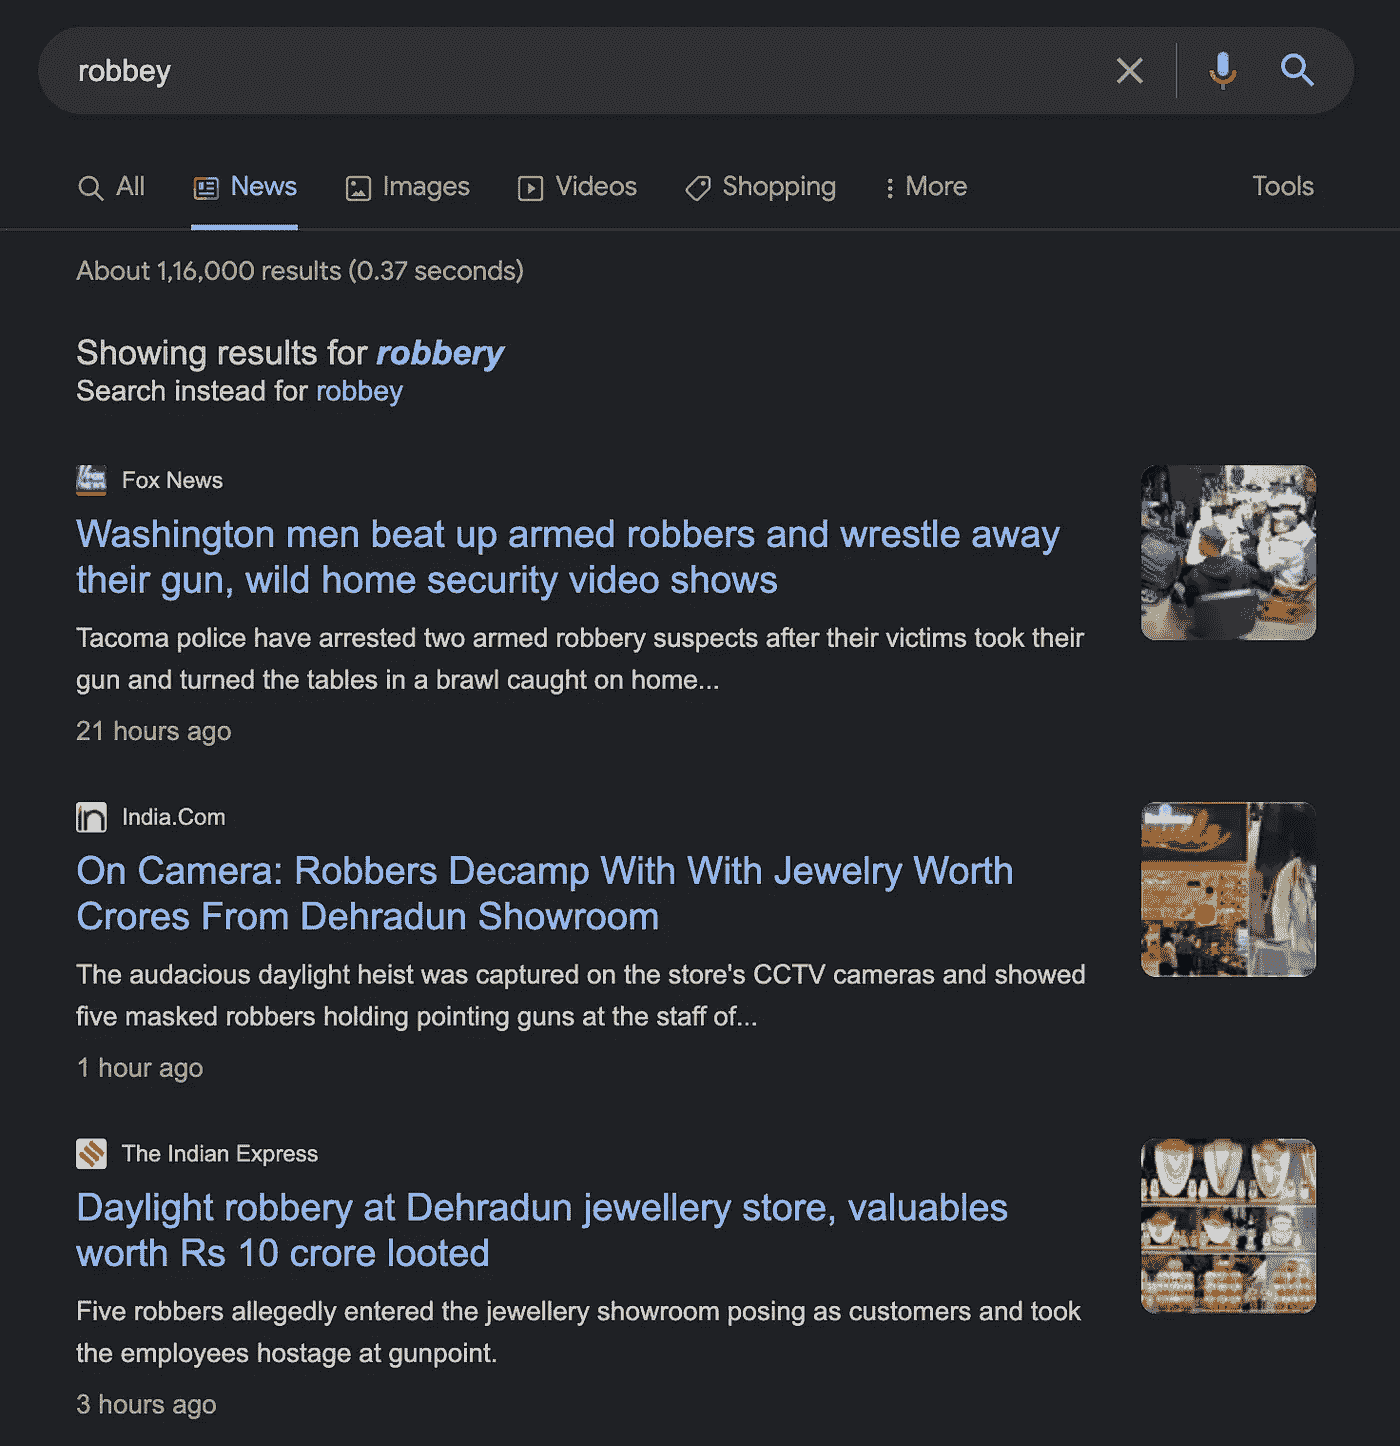 robbey
All News Images Videos Shopping More Tools
About 1,16,000 results (0.37 seconds)
Showing results for robbery
Search instead for robbey
Fox News
Washington men beat up armed robbers and wrestle away
their gun, wild home security video shows
Tacoma police have arrested two armed robbery suspects after their victims took their
gun and turned the tables in a brawl caught on home...
21 hours ago
India.Com
On Camera: Robbers Decamp With With Jewelry Worth
Crores From Dehradun Showroom
The audacious daylight heist was captured on the store's CCTV cameras and showed
five masked robbers holding pointing guns at the staff of...
1 hour ago
The Indian Express
Daylight robbery at Dehradun jewellery store, valuables
worth Rs 10 crore looted
Five robbers allegedly entered the jewellery showroom posing as customers and took
the employees hostage at gunpoint.
3 hours ago